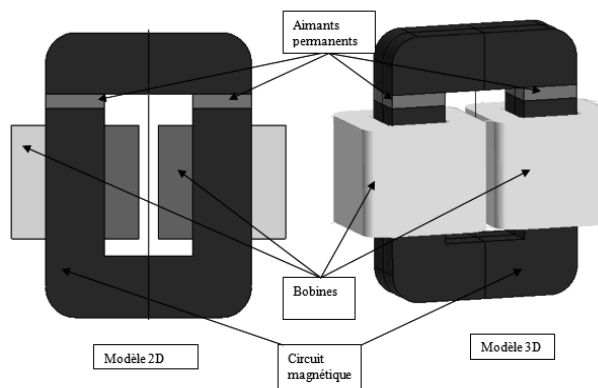 Aimants
permanents
Bobines
Modèle 2D
Circuit
magnétique
Modèle 3D